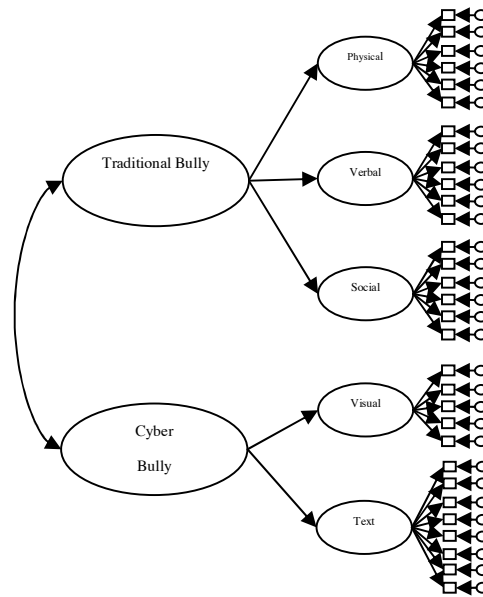 Physical
Traditional Bully
Verbal
Social
Visual
Cyber
Bully
Text